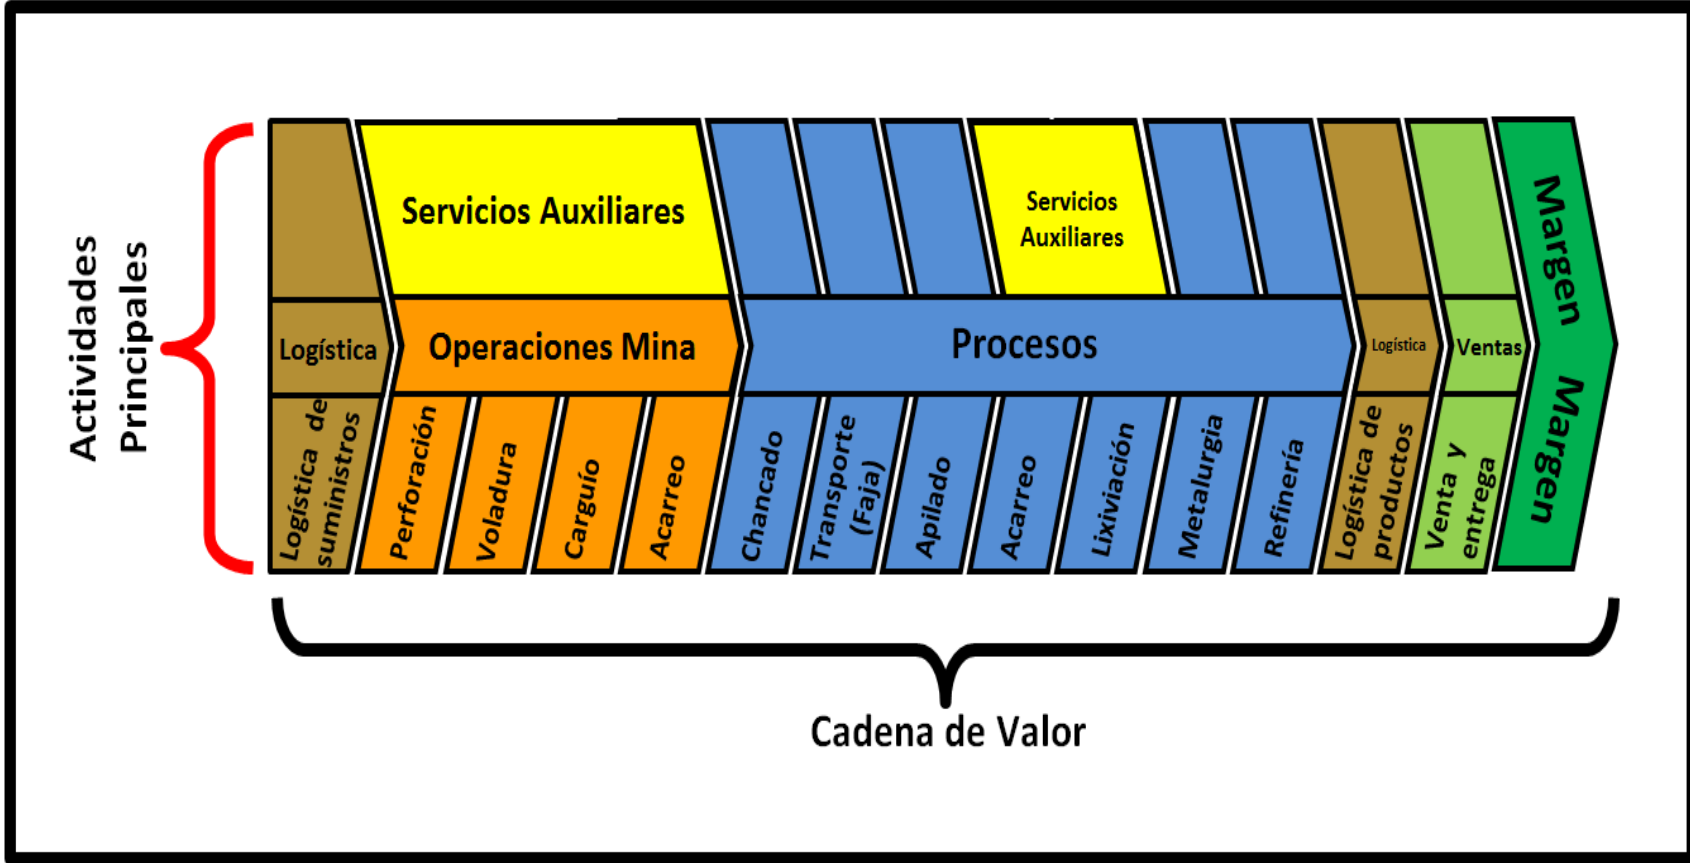 Actividades
Principales
Servicios Auxiliares
Servicios
Auxiliares
Logística
Operaciones Mina
Procesos
Logística
Ventas
Margen
Margen
Logística de
suministros
Perforación
Voladura
Carguío
Acarreo
Chancado
Transporte
(Faja)
Apilado
Acarreo
Lixiviación
Metalurgia
Refinería
Logística de
productos
Venta y
entrega
Cadena de Valor